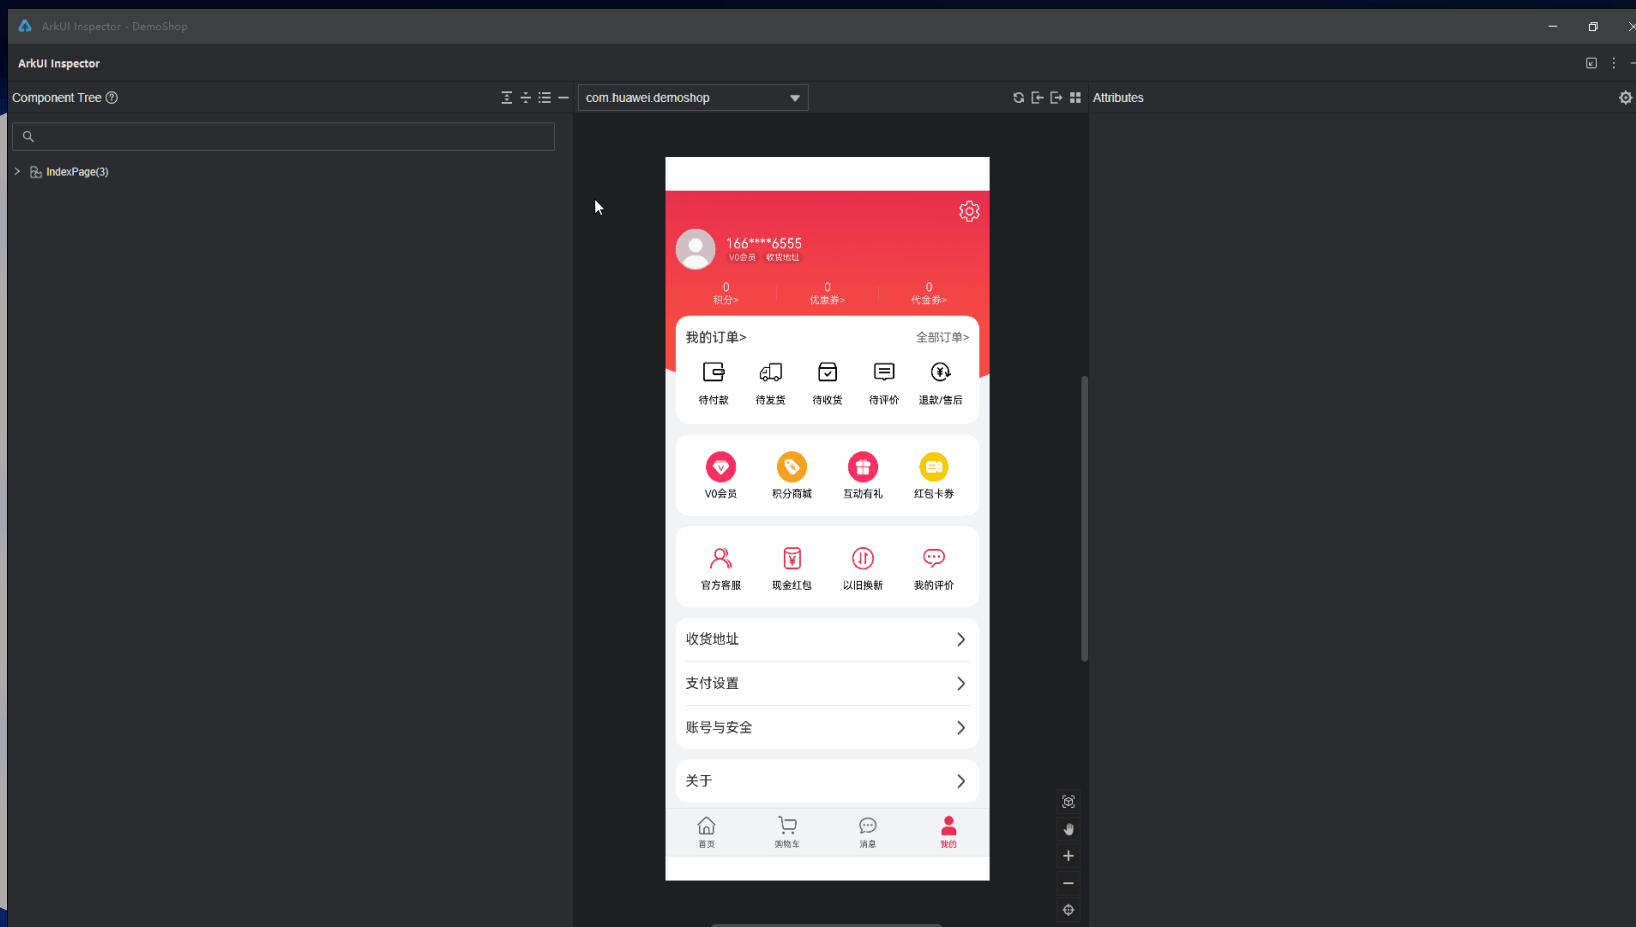 ArkUI Inspector - DemoShop
ArkUI Inspector
Component Tree
com.huawei.demoshop
Attributes
IndexPage(3)
166****6555
V0会员 收货地址
0 0 0
积分> 优惠券> 代金券>
我的订单> 全部订单>
待付款 待发货 待收货 待评价 退款/售后
V0会员 积分商城 互动有礼 红包卡券
官方客服 现金红包 以旧换新 我的评价
收货地址
支付设置
账号与安全
关于
首页 购物车 消息 我的